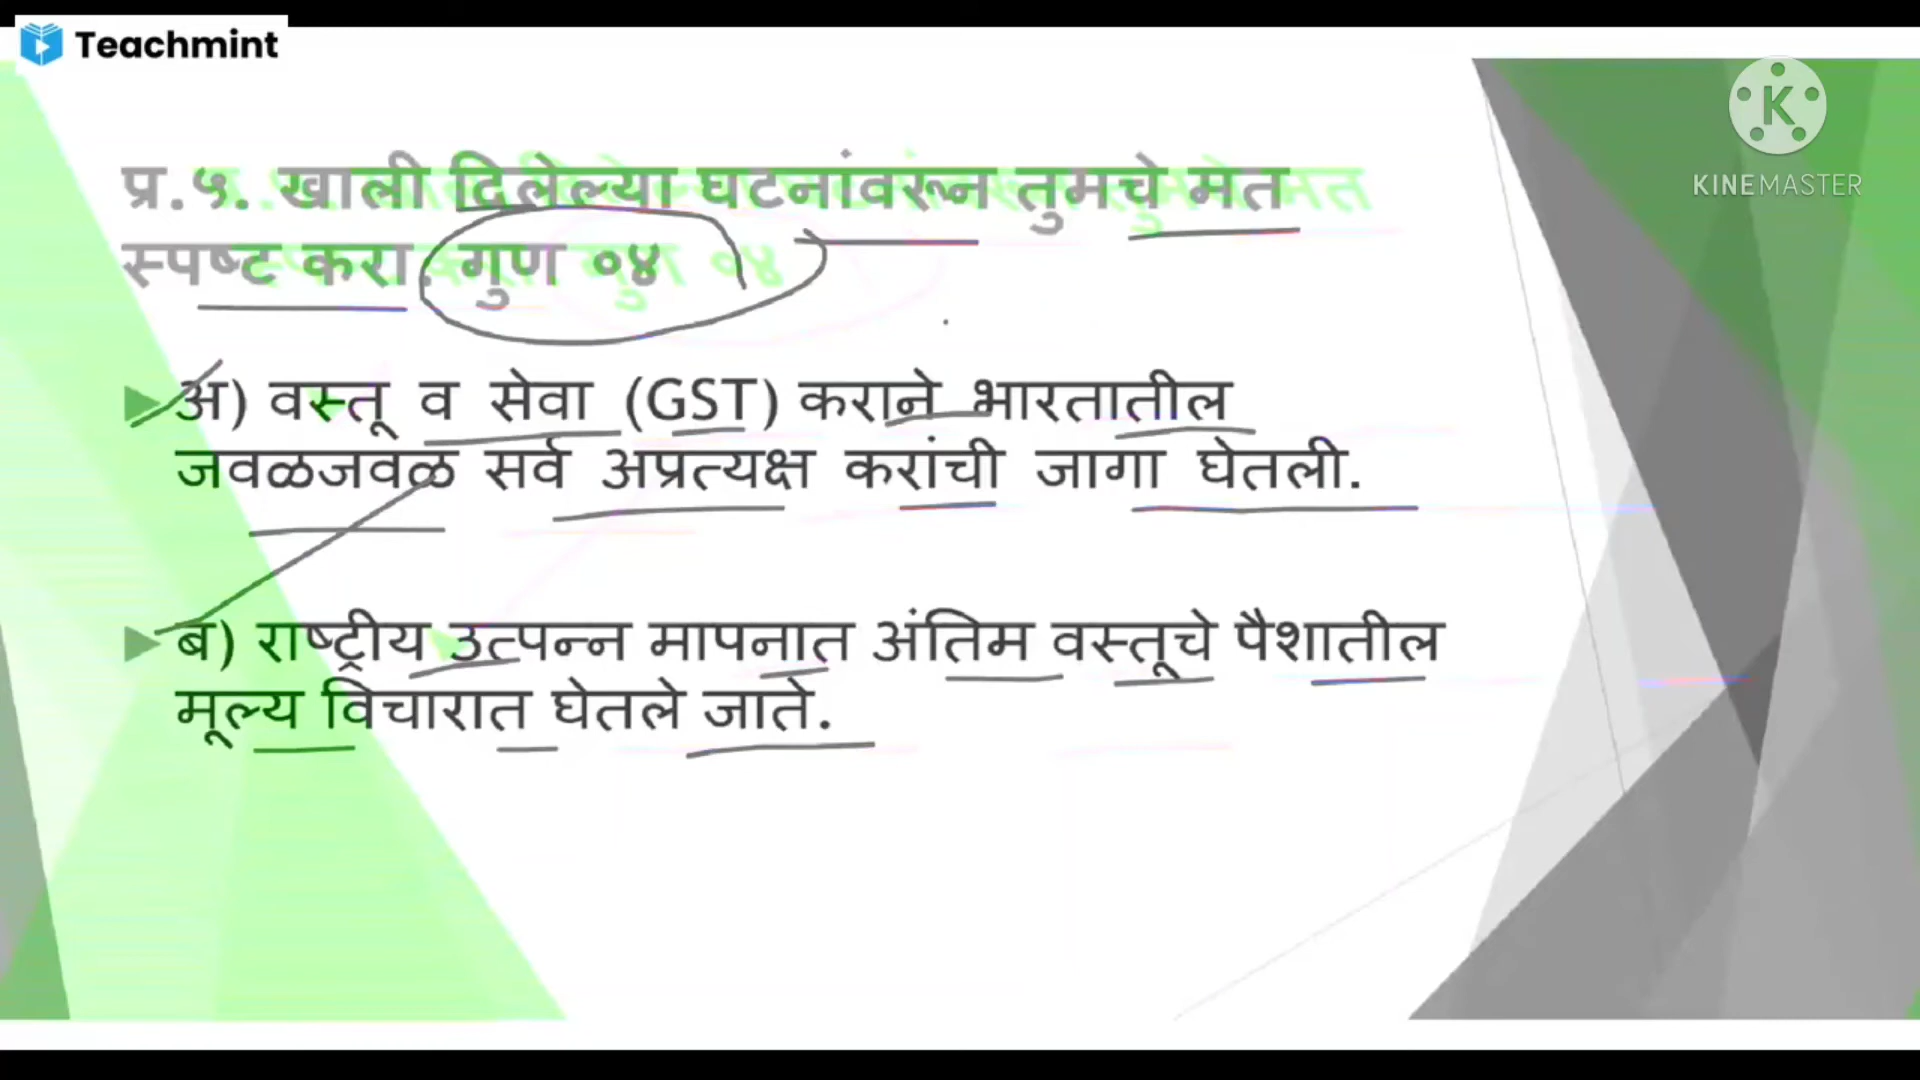 Teachmint
KINEMASTER
प्र.५. खाली दिलेल्या घटनांवरून तुमचे मत
स्पष्ट करा. गुण ०४
अ) वस्तू व सेवा (GST) कराने भारतातील
जवळजवळ सर्व अप्रत्यक्ष करांची जागा घेतली.
ब) राष्ट्रीय उत्पन्न मापनात अंतिम वस्तूचे पैशातील
मूल्य विचारात घेतले जाते.